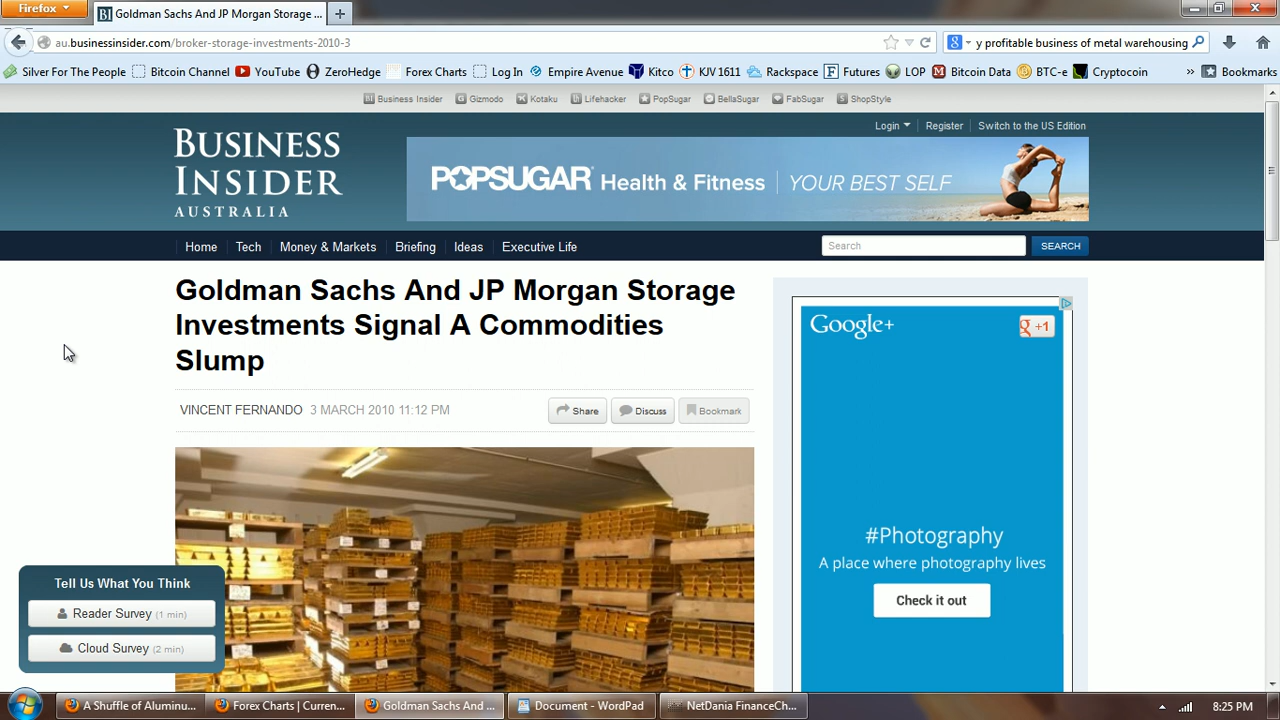 Firefox
Goldman Sachs And JP Morgan Storage ...
au.businessinsider.com/broker-storage-investments-2010-3
y profitable business of metal warehousing
Silver For The People
Bitcoin Channel
YouTube
ZeroHedge
Forex Charts
Log In
Empire Avenue
Kitco
KJV 1611
Rackspace
Futures
LOP
Bitcoin Data
BTC-e
Cryptocoin
»
Bookmarks
Business Insider
Gizmodo
Kotaku
Lifehacker
PopSugar
BellaSugar
FabSugar
ShopStyle
Login
Register
Switch to the US Edition
BUSINESS
INSIDER
AUSTRALIA
POPSUGAR Health & Fitness YOUR BEST SELF
Home
Tech
Money & Markets
Briefing
Ideas
Executive Life
Search
SEARCH
Goldman Sachs And JP Morgan Storage
Investments Signal A Commodities
Slump
VINCENT FERNANDO 3 MARCH 2010 11:12 PM
Share
Discuss
Bookmark
Google+
+1
#Photography
A place where photography lives
Check it out
Tell Us What You Think
Reader Survey (1 min)
Cloud Survey (2 min)
A Shuffle of Aluminu...
Forex Charts | Curren...
Goldman Sachs And ...
Document - WordPad
NetDania FinanceCh...
8:25 PM